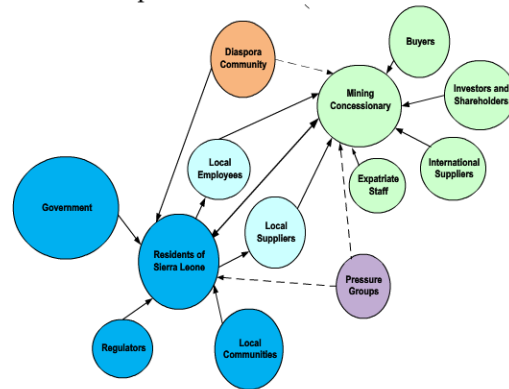 Diaspora
Community
Buyers
Mining
Concessionary
Investors and
Shareholders
Local
Employees
International
Suppliers
Expatriate
Staff
Government
Local
Suppliers
Residents of
Sierra Leone
Pressure
Groups
Regulators
Local
Communities